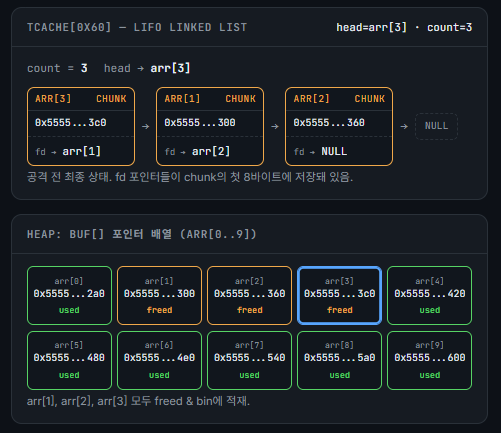 TCACHE[0X60] — LIFO LINKED LIST head=arr[3] · count=3
count = 3 head → arr[3]
ARR[3] CHUNK ARR[1] CHUNK ARR[2] CHUNK
0x5555...3c0 → 0x5555...300 → 0x5555...360 → NULL
fd → arr[1] fd → arr[2] fd → NULL
공격 전 최종 상태. fd 포인터들이 chunk의 첫 8바이트에 저장돼 있음.
HEAP: BUF[] 포인터 배열 (ARR[0..9])
arr[0] arr[1] arr[2] arr[3] arr[4]
0x5555...2a0 0x5555...300 0x5555...360 0x5555...3c0 0x5555...420
used freed freed freed used
arr[5] arr[6] arr[7] arr[8] arr[9]
0x5555...480 0x5555...4e0 0x5555...540 0x5555...5a0 0x5555...600
used used used used used
arr[1], arr[2], arr[3] 모두 freed & bin에 적재.